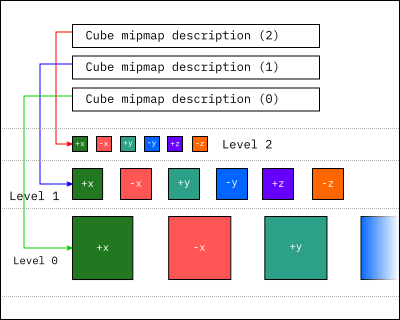 Cube mipmap description (2)
Cube mipmap description (1)
Cube mipmap description (0)
+x -x +y -y +z -z Level 2
+x -x +y -y +z -z
Level 1
+x -x +y
Level 0